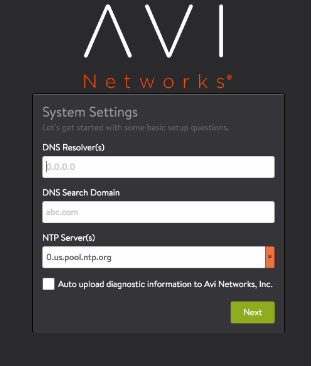 AVI
Networks®
System Settings
Let's get started with some basic setup questions.
DNS Resolver(s)
0.0.0.0
DNS Search Domain
abc.com
NTP Server(s)
0.us.pool.ntp.org
Auto upload diagnostic information to Avi Networks, Inc.
Next